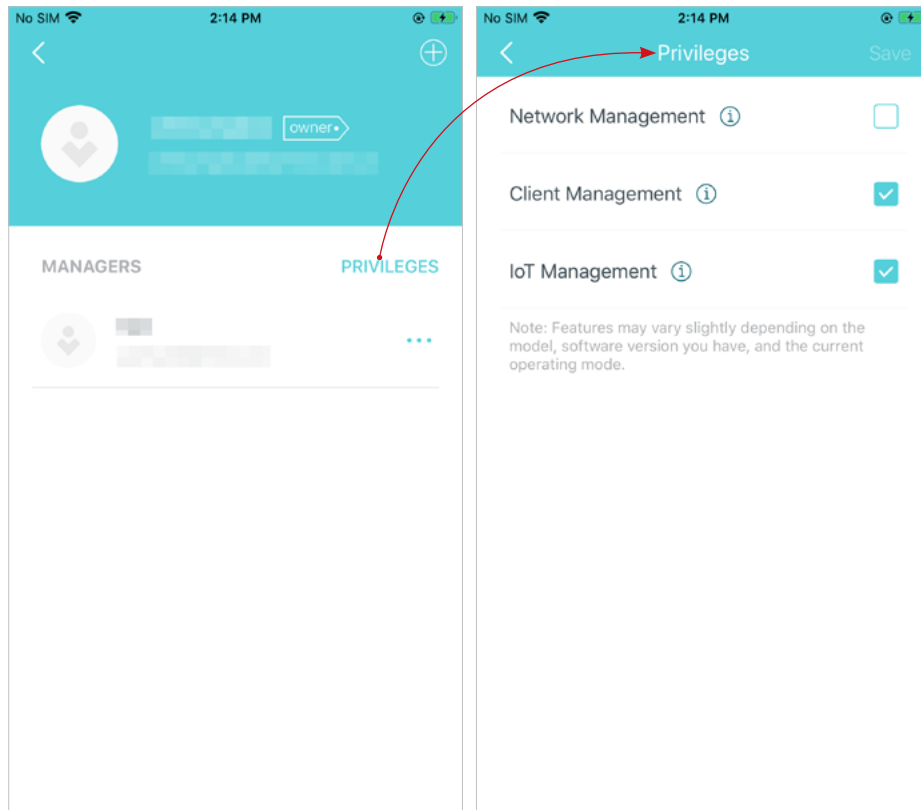 No SIM
2:14 PM
owner
MANAGERS
PRIVILEGES
No SIM
2:14 PM
Privileges
Save
Network Management
Client Management
IoT Management
Note: Features may vary slightly depending on the
model, software version you have, and the current
operating mode.